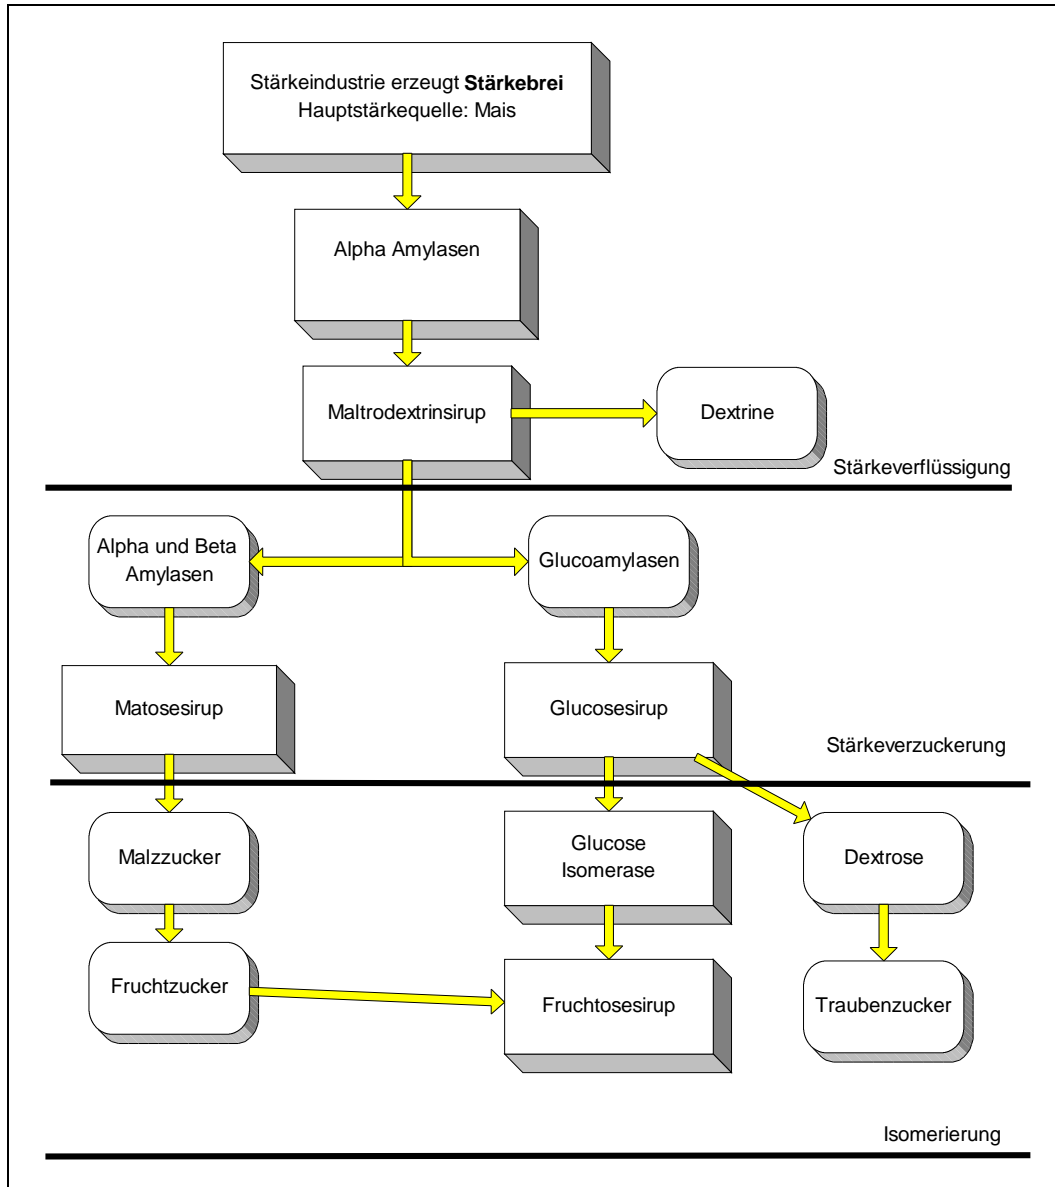 Stärkeindustrie erzeugt Stärkebrei
Hauptstärkequelle: Mais
Alpha Amylasen
Maltrodextrinsirup
Dextrine
Stärkeverflüssigung
Alpha und Beta
Amylasen
Glucoamylasen
Matosesirup
Glucosesirup
Stärkeverzuckerung
Malzzucker
Glucose
Isomerase
Dextrose
Fruchtzucker
Fruchtosesirup
Traubenzucker
Isomerierung